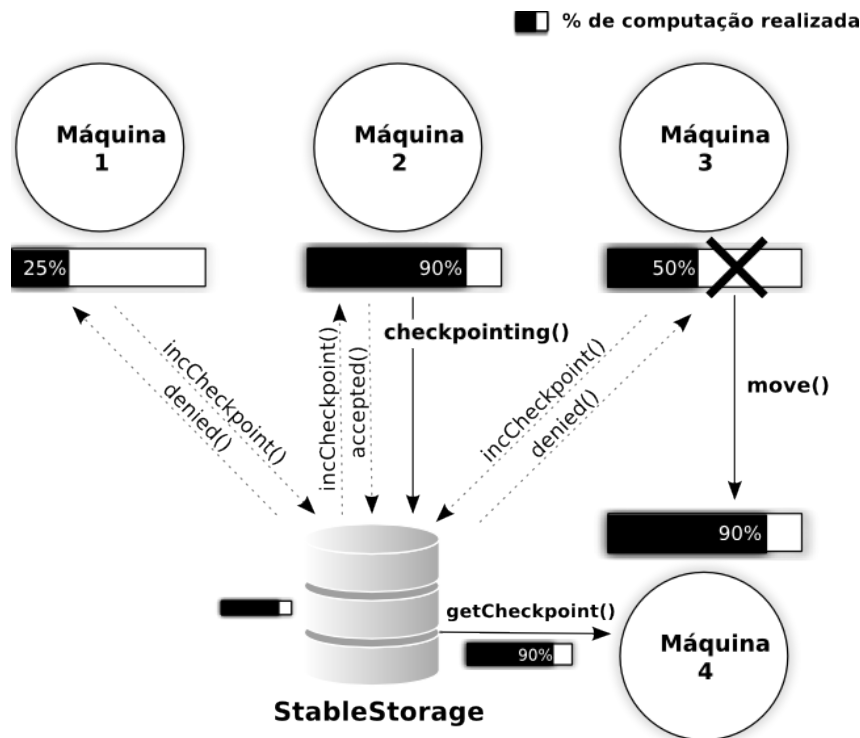 % de computação realizada
Máquina
1
Máquina
2
Máquina
3
25%
90%
50%
incCheckpoint()
denied()
incCheckpoint()
accepted()
checkpointing()
incCheckpoint()
denied()
move()
90%
getCheckpoint()
90%
Máquina
4
StableStorage